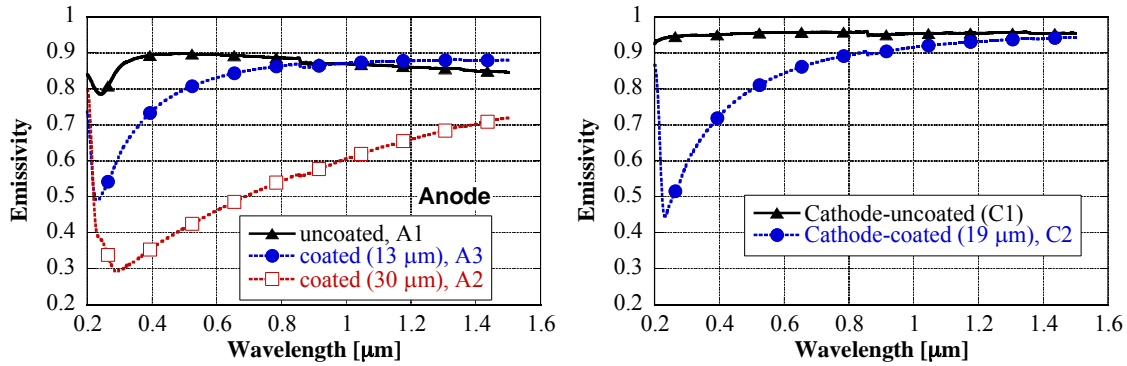 1
0.9
0.8
0.7
0.6
0.5
0.4
0.3
0.2
Emissivity
Anode
uncoated, A1
coated (13 μm), A3
coated (30 μm), A2
0.2 0.4 0.6 0.8 1 1.2 1.4 1.6
Wavelength [μm]
1
0.9
0.8
0.7
0.6
0.5
0.4
0.3
0.2
Emissivity
Cathode-uncoated (C1)
Cathode-coated (19 μm), C2
0.2 0.4 0.6 0.8 1 1.2 1.4 1.6
Wavelength [μm]